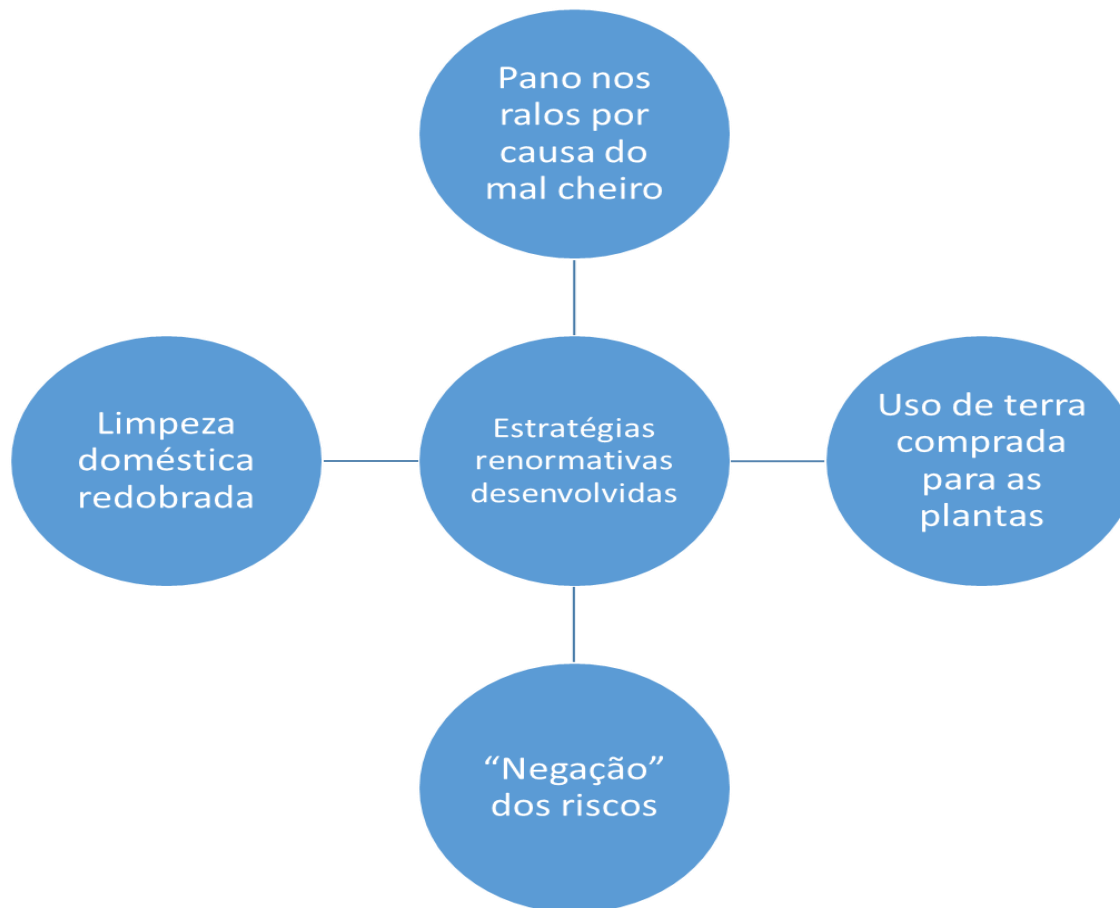 Pano nos
ralos por
causa do
mal cheiro
Limpeza
doméstica
redobrada
Estratégias
renormativas
desenvolvidas
Uso de terra
comprada
para as
plantas
“Negação”
dos riscos